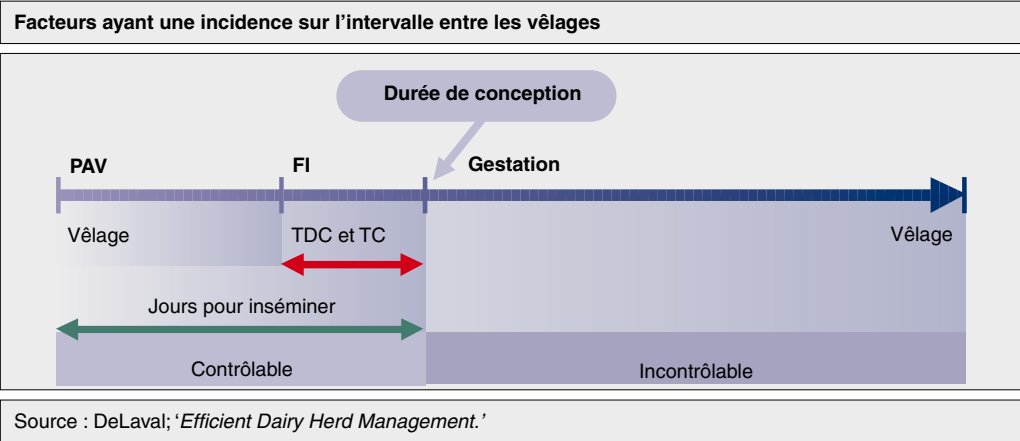 Facteurs ayant une incidence sur l'intervalle entre les vêlages
Durée de conception
PAV FI Gestation
Vêlage TDC et TC Vêlage
Jours pour inséminer
Contrôlable Incontrôlable
Source : DeLaval; ‘Efficient Dairy Herd Management.’